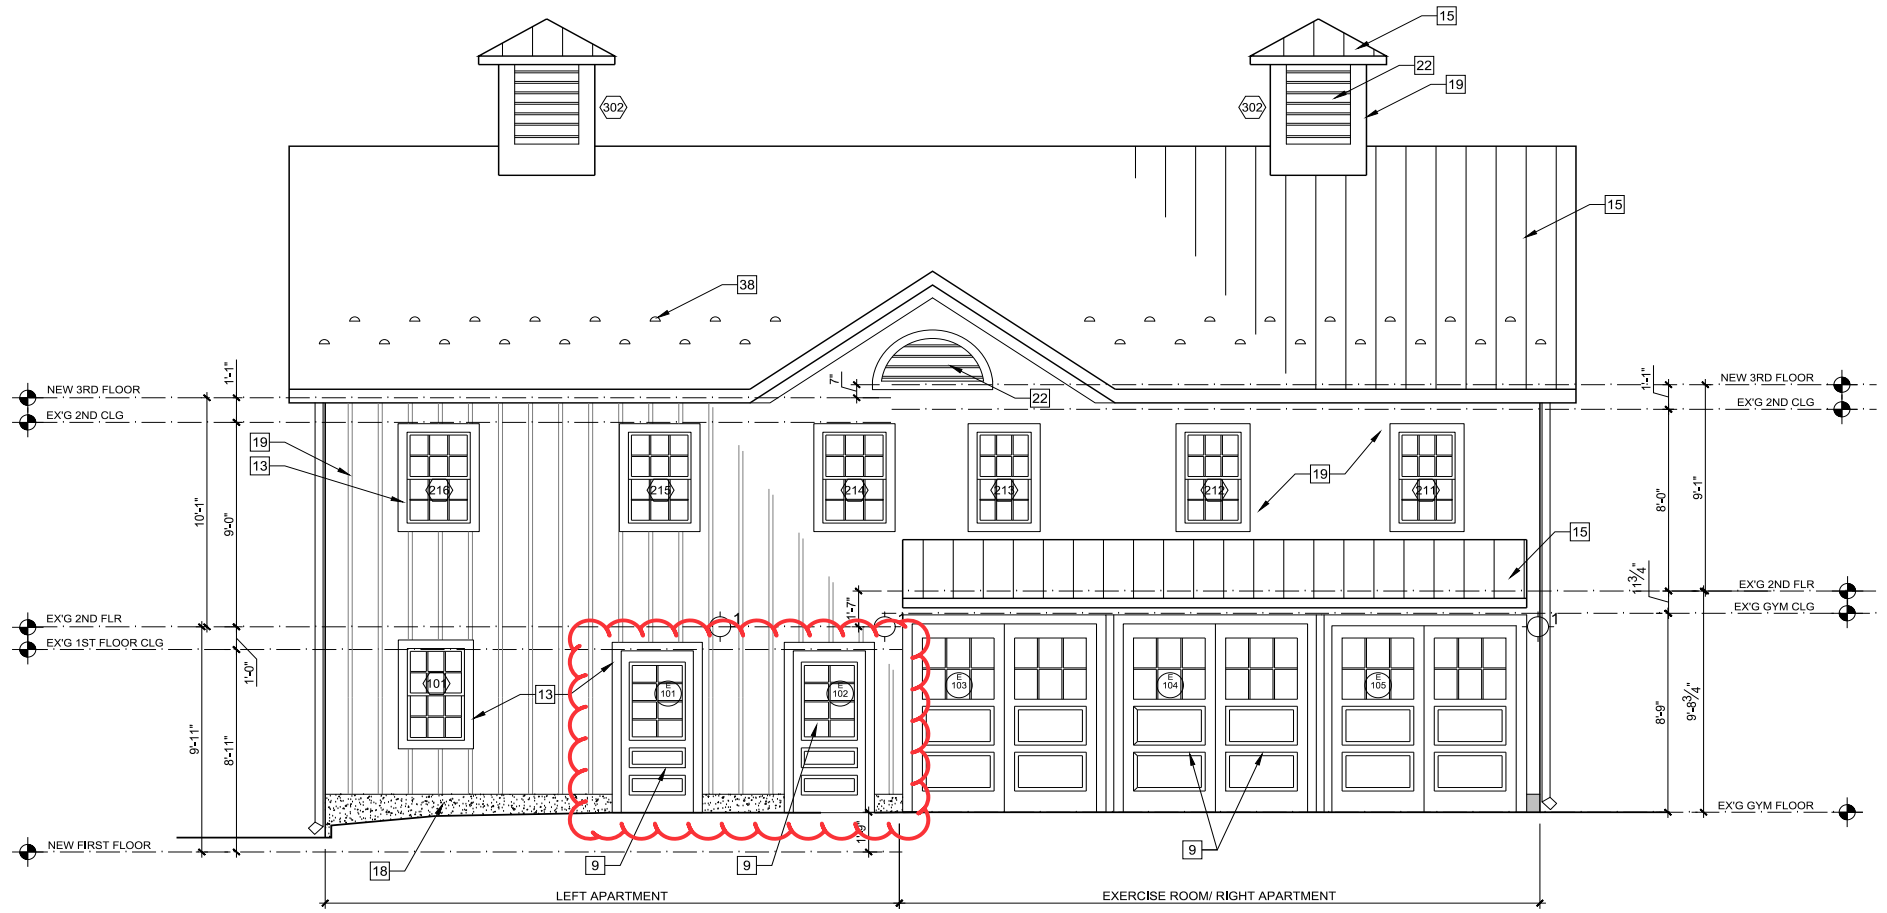 15
22
302
302
19
15
38
1'-1"
7"
1'-1"
NEW 3RD FLOOR
NEW 3RD FLOOR
22
EX'G 2ND CLG
EX'G 2ND CLG
19
13
19
216
215
214
213
212
211
10'-1"
9'-0"
8'-0"
9'-1"
15
11 3/4"
EX'G 2ND FLR
1'-7"
EX'G GYM CLG
EX'G 2ND FLR
1
1
1
EX'G 1ST FLOOR CLG
1'-0"
101
13
E
101
E
102
E
103
E
104
E
105
9'-11"
8'-11"
8'-9"
9'-8 3/4"
EX'G GYM FLOOR
1'-9"
NEW FIRST FLOOR
18
9
9
9
LEFT APARTMENT
EXERCISE ROOM/ RIGHT APARTMENT